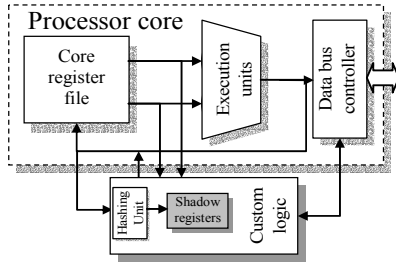 Processor core
Core
register
file
Execution
units
Data bus
controller
Hashing
Unit
Shadow
registers
Custom
logic